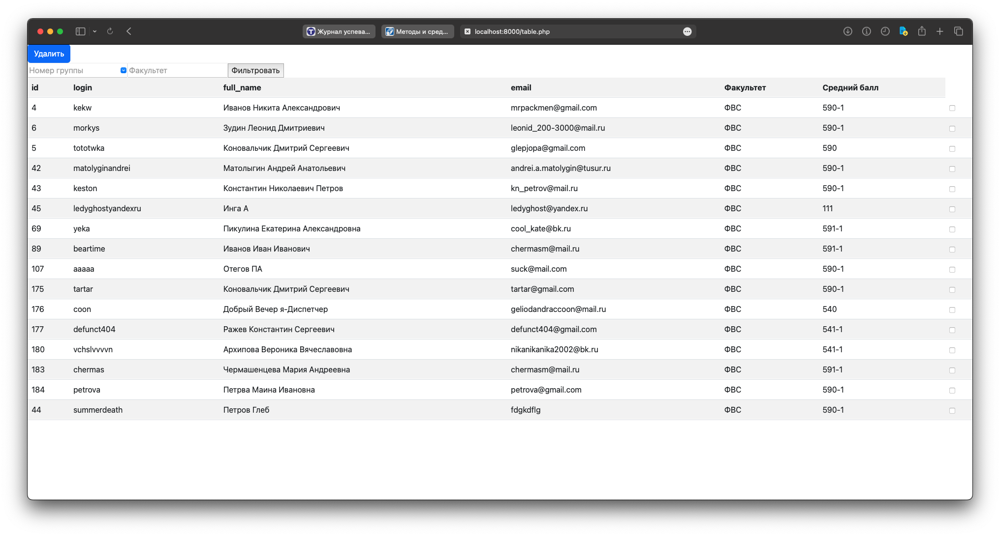 Журнал успева... Методы и сред... localhost:8000/table.php
Удалить
Номер группы Факультет Фильтровать
id login full_name email Факультет Средний балл
4 kekw Иванов Никита Александрович mrpackmen@gmail.com ФВС 590-1
6 morkys Зудин Леонид Дмитриевич leonid_200-3000@mail.ru ФВС 590-1
5 tototwka Коновальчик Дмитрий Сергеевич glepjopa@gmail.com ФВС 590
42 matolyginandrei Матолыгин Андрей Анатольевич andrei.a.matolygin@tusur.ru ФВС 590-1
43 keston Константин Николаевич Петров kn_petrov@mail.ru ФВС 590-1
45 ledyghostyandexru Инга А ledyghost@yandex.ru ФВС 111
69 yeka Пикулина Екатерина Александровна cool_kate@bk.ru ФВС 591-1
89 beartime Иванов Иван Иванович chermasm@mail.ru ФВС 591-1
107 aaaaa Отегов ПА suck@mail.com ФВС 590-1
175 tartar Коновальчик Дмитрий Сергеевич tartar@gmail.com ФВС 590-1
176 coon Добрый Вечер я-Диспетчер geliodandraccoon@mail.ru ФВС 540
177 defunct404 Ражев Константин Сергеевич defunct404@gmail.com ФВС 541-1
180 vchslvvvvn Архипова Вероника Вячеславовна nikanikanika2002@bk.ru ФВС 541-1
183 chermas Чермашенцева Мария Андреевна chermasm@mail.ru ФВС 591-1
184 petrova Петрва Маина Ивановна petrova@gmail.com ФВС 590-1
44 summerdeath Петров Глеб fdgkdflg ФВС 590-1